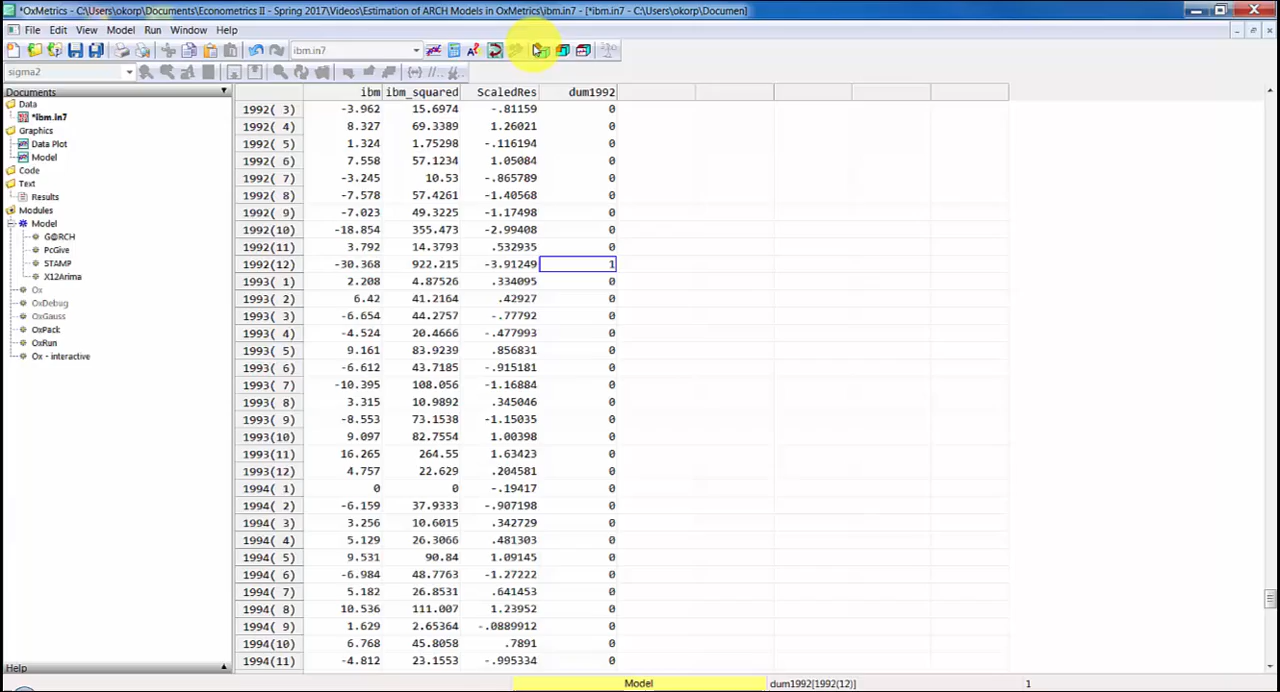 *OxMetrics - C:\Users\okorp\Documents\Econometrics II - Spring 2017\Videos\Estimation of ARCH Models in OxMetrics\ibm.in7 - [*ibm.in7 - C:\Users\okorp\Documen]
File Edit View Model Run Window Help
ibm.in7
sigma2
Documents
Data
*ibm.in7
Graphics
Data Plot
Model
Code
Text
Results
Modules
Model
G@RCH
PcGive
STAMP
X12Arima
Ox
OxDebug
OxGauss
OxPack
OxRun
Ox - interactive
Help
ibm ibm_squared ScaledRes dum1992
1992( 3) -3.962 15.6974 -.81159 0
1992( 4) 8.327 69.3389 1.26021 0
1992( 5) 1.324 1.75298 -.116194 0
1992( 6) 7.558 57.1234 1.05084 0
1992( 7) -3.245 10.53 -.865789 0
1992( 8) -7.578 57.4261 -1.40568 0
1992( 9) -7.023 49.3225 -1.17498 0
1992(10) -18.854 355.473 -2.99408 0
1992(11) 3.792 14.3793 .532935 0
1992(12) -30.368 922.215 -3.91249 1
1993( 1) 2.208 4.87526 .334095 0
1993( 2) 6.42 41.2164 .42927 0
1993( 3) -6.654 44.2757 -.77792 0
1993( 4) -4.524 20.4666 -.477993 0
1993( 5) 9.161 83.9239 .856831 0
1993( 6) -6.612 43.7185 -.915181 0
1993( 7) -10.395 108.056 -1.16884 0
1993( 8) 3.315 10.9892 .345046 0
1993( 9) -8.553 73.1538 -1.15035 0
1993(10) 9.097 82.7554 1.00398 0
1993(11) 16.265 264.55 1.63423 0
1993(12) 4.757 22.629 .204581 0
1994( 1) 0 0 -.19417 0
1994( 2) -6.159 37.9333 -.907198 0
1994( 3) 3.256 10.6015 .342729 0
1994( 4) 5.129 26.3066 .481303 0
1994( 5) 9.531 90.84 1.09145 0
1994( 6) -6.984 48.7763 -1.27222 0
1994( 7) 5.182 26.8531 .641453 0
1994( 8) 10.536 111.007 1.23952 0
1994( 9) 1.629 2.65364 -.0889912 0
1994(10) 6.768 45.8058 .7891 0
1994(11) -4.812 23.1553 -.995334 0
Model dum1992[1992(12)] 1